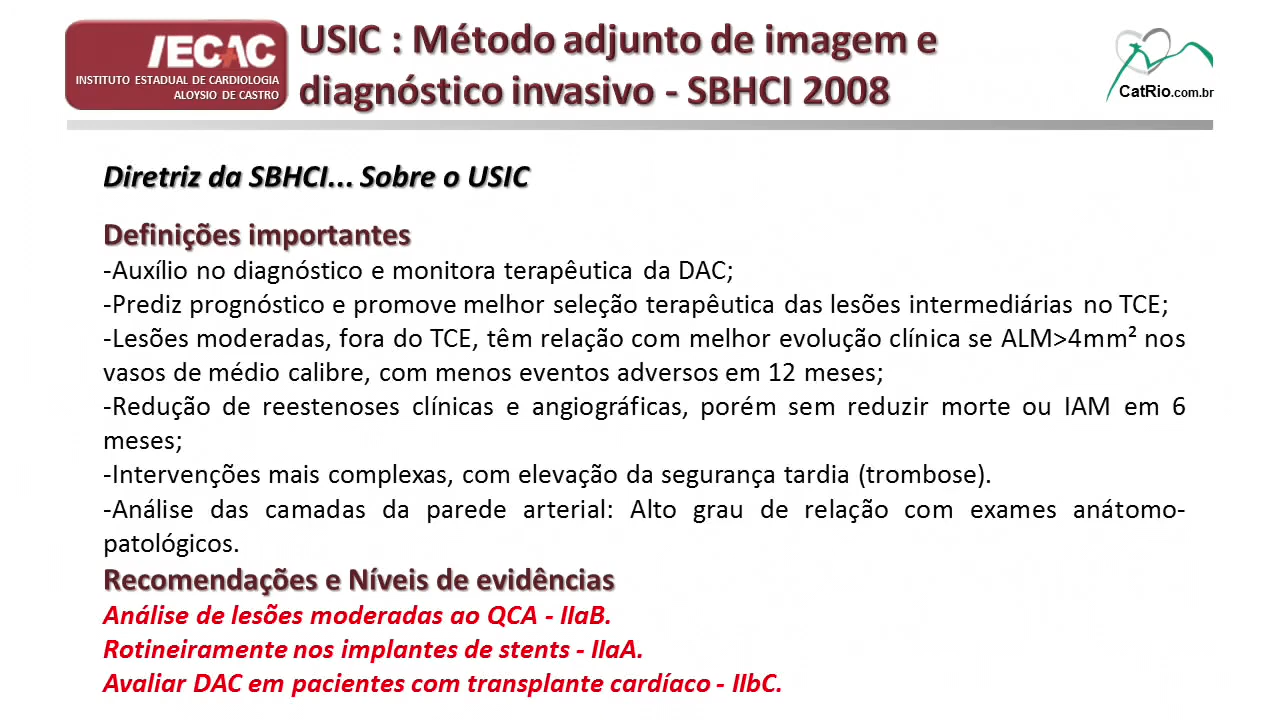 IECAC
INSTITUTO ESTADUAL DE CARDIOLOGIA
ALOYSIO DE CASTRO
USIC : Método adjunto de imagem e
diagnóstico invasivo - SBHCI 2008
CatRio.com.br
Diretriz da SBHCI... Sobre o USIC
Definições importantes
-Auxílio no diagnóstico e monitora terapêutica da DAC;
-Prediz prognóstico e promove melhor seleção terapêutica das lesões intermediárias no TCE;
-Lesões moderadas, fora do TCE, têm relação com melhor evolução clínica se ALM>4mm² nos
vasos de médio calibre, com menos eventos adversos em 12 meses;
-Redução de reestenoses clínicas e angiográficas, porém sem reduzir morte ou IAM em 6
meses;
-Intervenções mais complexas, com elevação da segurança tardia (trombose).
-Análise das camadas da parede arterial: Alto grau de relação com exames anátomo-
patológicos.
Recomendações e Níveis de evidências
Análise de lesões moderadas ao QCA - IIaB.
Rotineiramente nos implantes de stents - IIaA.
Avaliar DAC em pacientes com transplante cardíaco - IIbC.